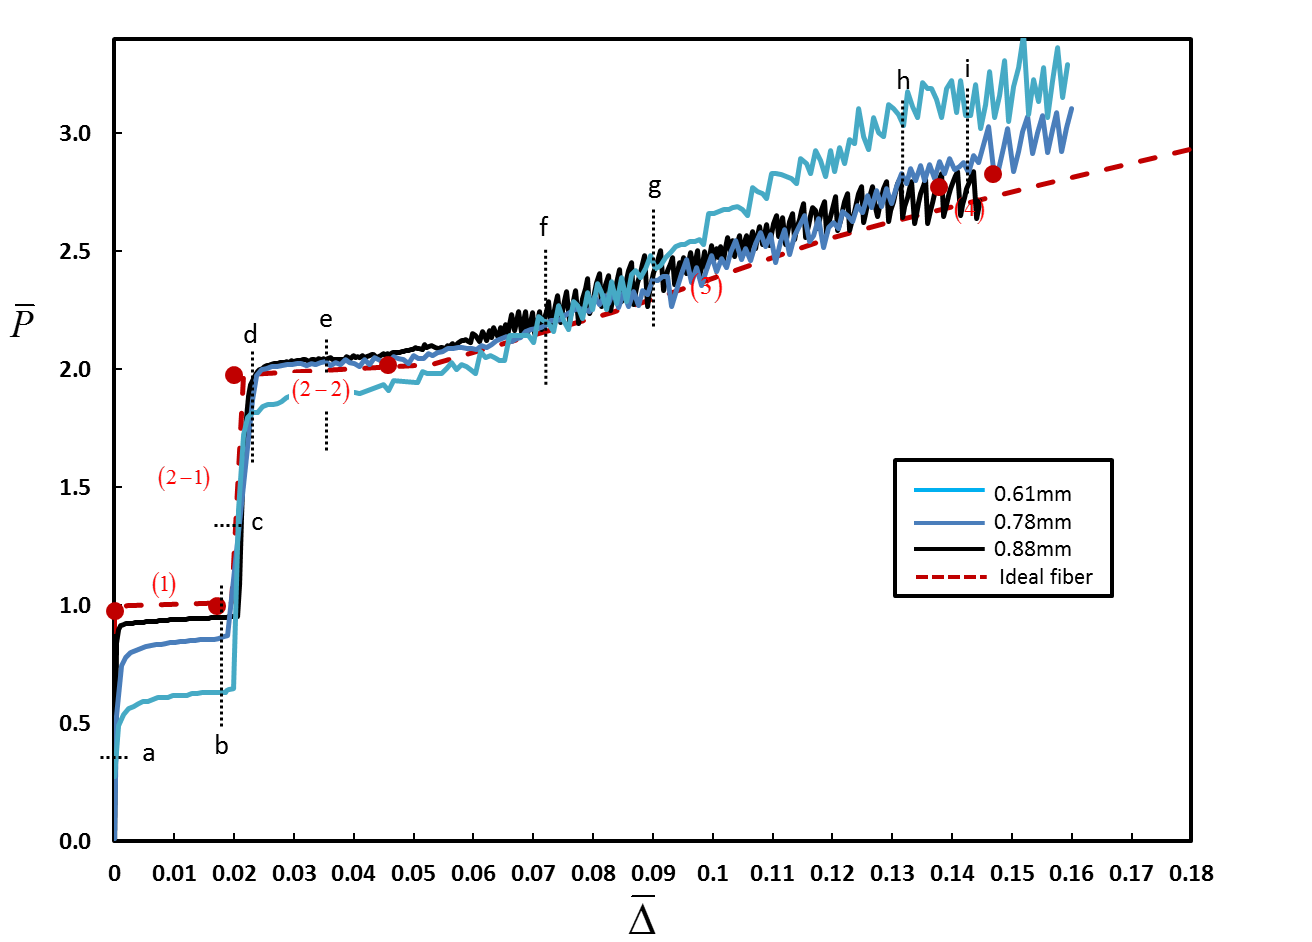 h
i
3.0
g
2.5
f
P̅
d
e
(3)
(4)
2.0
(2−2)
1.5
(2−1)
c
0.61mm
0.78mm
0.88mm
Ideal fiber
1.0
(1)
0.5
a
b
0.0
0 0.01 0.02 0.03 0.04 0.05 0.06 0.07 0.08 0.09 0.1 0.11 0.12 0.13 0.14 0.15 0.16 0.17 0.18
Δ̅